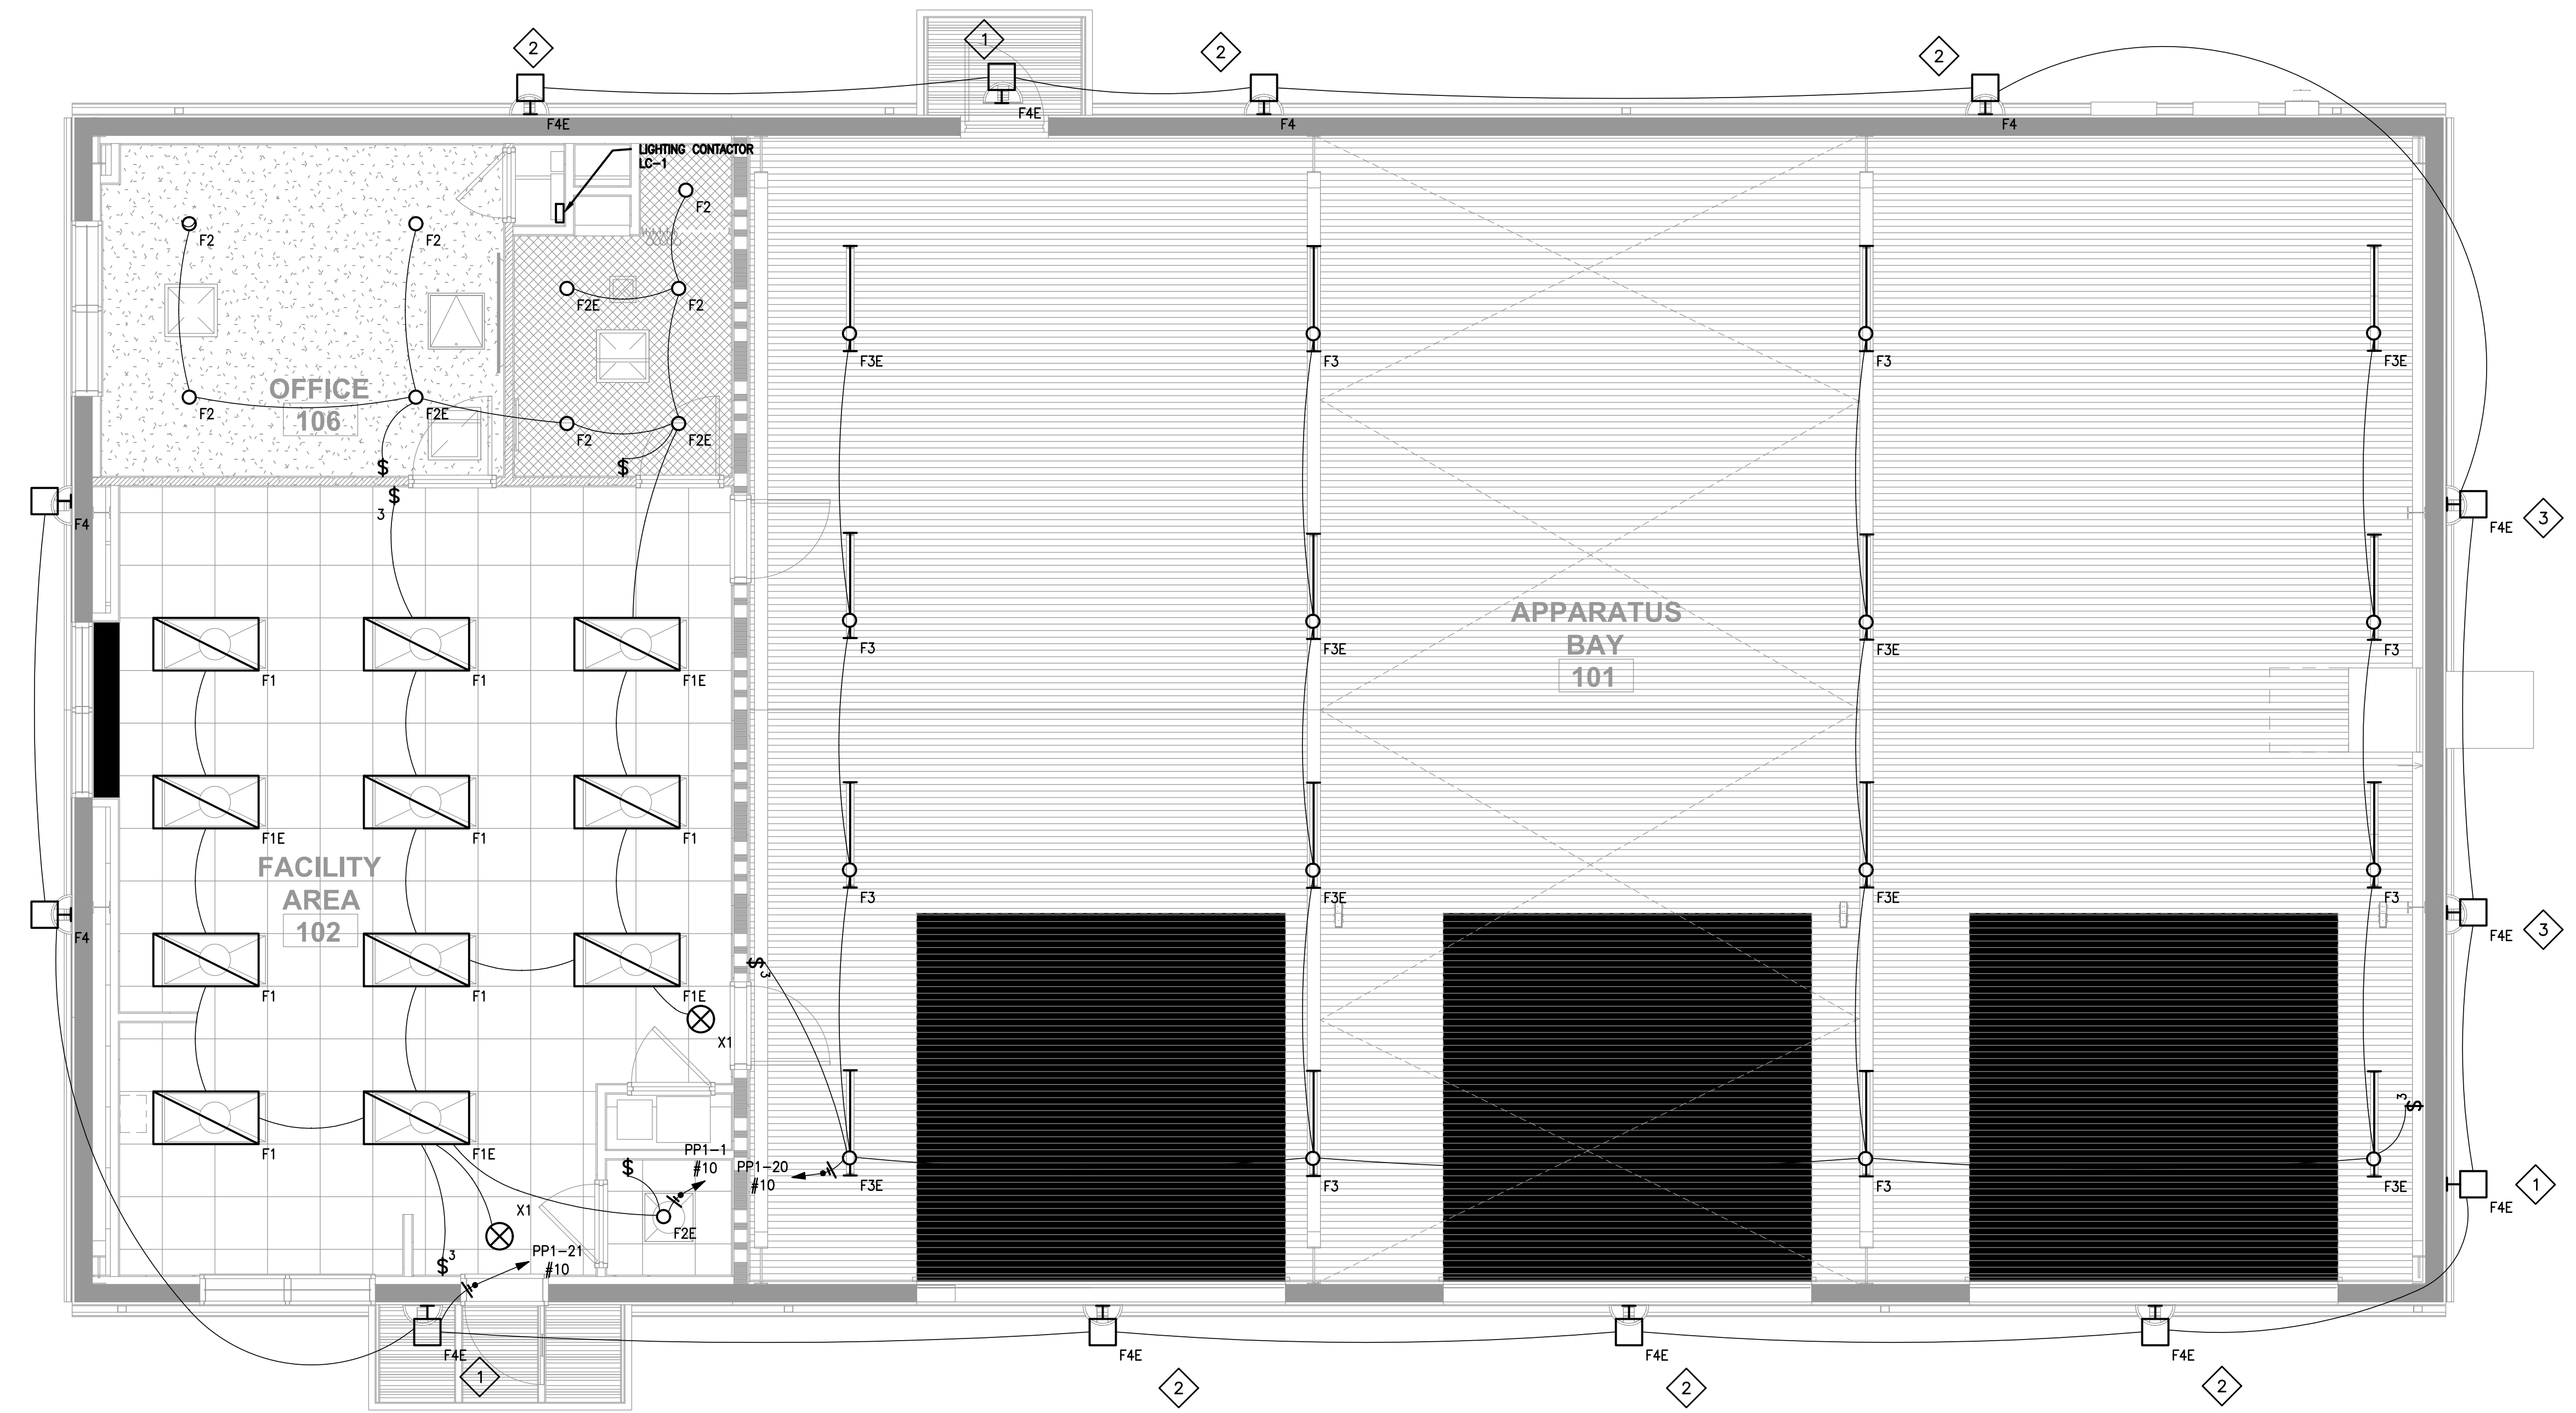 2
1
2
2
F4E
F4E
F4
F4
LIGHTING CONTACTOR
LC-1
F2
F2
F2
F2E
F2
F3E
F3
F3
F3E
OFFICE
106
F2
F2E
F2
F2E
$
$
$
3
F4
F4E
3
APPARATUS
BAY
101
F3
F3E
F3E
F3
F1
F1
F1E
F1E
F1
F1
FACILITY
AREA
102
F3
F3E
F3E
F3
F4
F4E
3
$
3
F1
F1
F1E
X1
$
3
F1
F1E
PP1-1
#10
PP1-20
#10
$
F3E
F3
F3
F3E
F4E
1
X1
F2E
$
3
PP1-21
#10
F4E
1
F4E
2
F4E
2
F4E
2